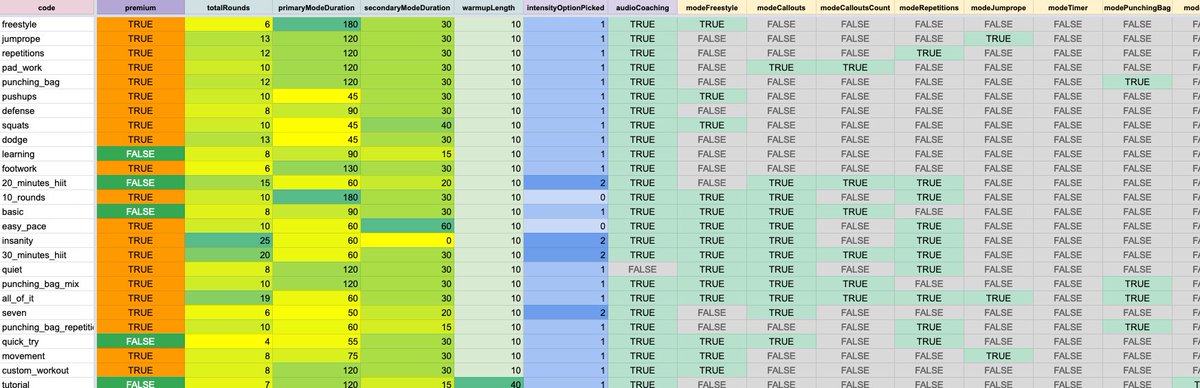 code premium totalRounds primaryModeDuration secondaryModeDuration warmupLength intensityOptionPicked audioCoaching modeFreestyle modeCallouts modeCalloutsCount modeRepetitions modeJumprope modeTimer modePunchingBag
freestyle TRUE 6 180 30 10 1 TRUE TRUE FALSE FALSE FALSE FALSE FALSE FALSE
jumprope TRUE 13 120 30 10 1 TRUE FALSE FALSE FALSE FALSE TRUE FALSE FALSE
repetitions TRUE 12 120 30 10 1 TRUE FALSE FALSE FALSE TRUE FALSE FALSE FALSE
pad_work TRUE 10 120 30 10 1 TRUE FALSE TRUE TRUE FALSE FALSE FALSE FALSE
punching_bag TRUE 12 120 30 10 1 TRUE FALSE FALSE FALSE FALSE FALSE FALSE TRUE
pushups TRUE 10 45 30 10 1 TRUE TRUE FALSE FALSE FALSE FALSE FALSE FALSE
defense TRUE 8 90 30 10 1 TRUE FALSE FALSE FALSE FALSE FALSE FALSE FALSE
squats TRUE 10 45 40 10 1 TRUE TRUE FALSE FALSE FALSE FALSE FALSE FALSE
dodge TRUE 13 45 30 10 1 TRUE FALSE FALSE FALSE FALSE FALSE FALSE FALSE
learning FALSE 8 90 15 10 1 TRUE FALSE FALSE FALSE FALSE FALSE FALSE FALSE
footwork TRUE 6 130 30 10 1 TRUE FALSE FALSE FALSE FALSE FALSE FALSE FALSE
20_minutes_hiit FALSE 15 60 20 10 2 TRUE FALSE TRUE TRUE TRUE FALSE FALSE FALSE
10_rounds TRUE 10 180 30 10 0 TRUE TRUE TRUE FALSE TRUE FALSE FALSE FALSE
basic FALSE 8 90 30 10 1 TRUE TRUE TRUE TRUE FALSE FALSE FALSE FALSE
easy_pace TRUE 10 60 60 10 0 TRUE TRUE TRUE FALSE TRUE FALSE FALSE FALSE
insanity TRUE 25 60 0 10 2 TRUE TRUE TRUE FALSE TRUE FALSE FALSE FALSE
30_minutes_hiit TRUE 20 60 30 10 2 TRUE TRUE TRUE TRUE TRUE FALSE FALSE FALSE
quiet TRUE 8 120 30 10 1 FALSE TRUE TRUE FALSE TRUE FALSE FALSE FALSE
punching_bag_mix TRUE 10 120 30 10 1 TRUE TRUE TRUE TRUE FALSE FALSE FALSE TRUE
all_of_it TRUE 19 60 30 10 1 TRUE TRUE TRUE TRUE TRUE TRUE FALSE TRUE
seven TRUE 6 50 20 10 2 TRUE TRUE TRUE FALSE TRUE FALSE FALSE FALSE
punching_bag_repetiti TRUE 10 60 15 10 1 TRUE FALSE FALSE FALSE TRUE FALSE FALSE TRUE
quick_try FALSE 4 55 30 10 1 TRUE TRUE TRUE FALSE TRUE FALSE FALSE FALSE
movement TRUE 8 75 30 10 1 TRUE TRUE FALSE FALSE FALSE TRUE FALSE FALSE
custom_workout TRUE 8 120 30 10 1 TRUE TRUE FALSE FALSE FALSE FALSE FALSE FALSE
tutorial FALSE 7 120 15 40 1 TRUE FALSE FALSE FALSE FALSE FALSE FALSE FALSE